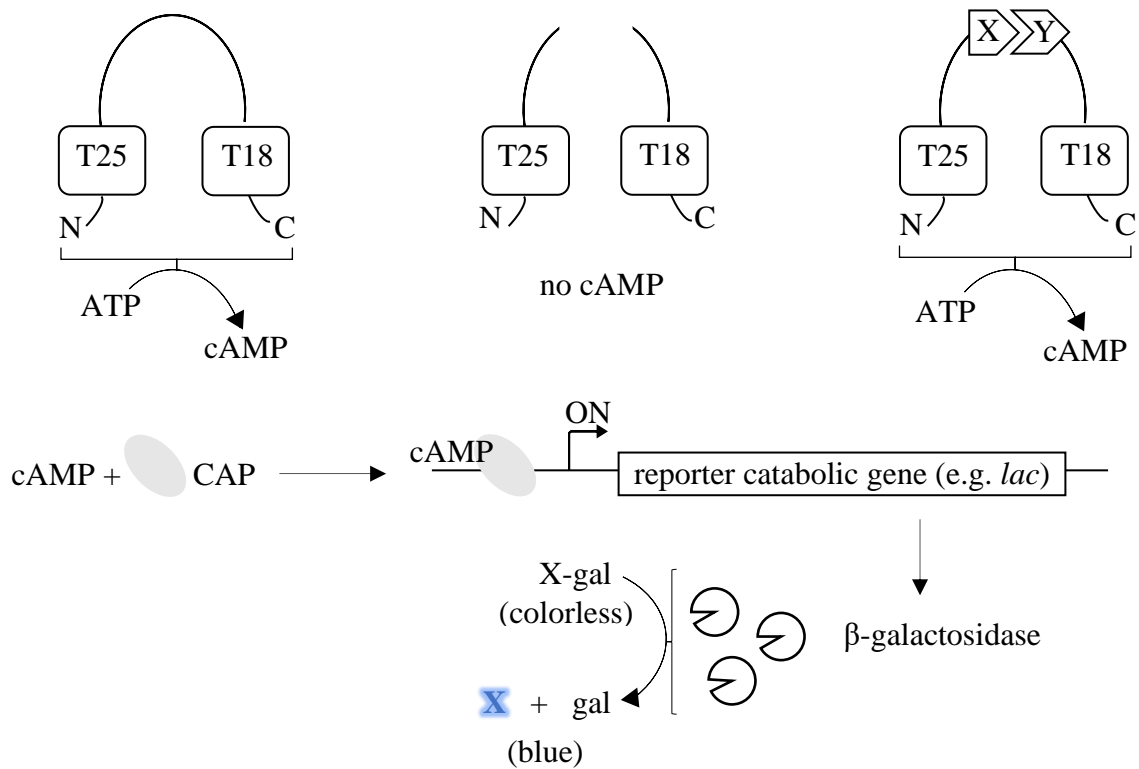 X Y
T25 T18
T25 T18
T25 T18
N C
N C
N C
ATP
cAMP
no cAMP
ATP
cAMP
ON
cAMP + CAP
cAMP
reporter catabolic gene (e.g. lac)
X-gal
(colorless)
β-galactosidase
X + gal
(blue)